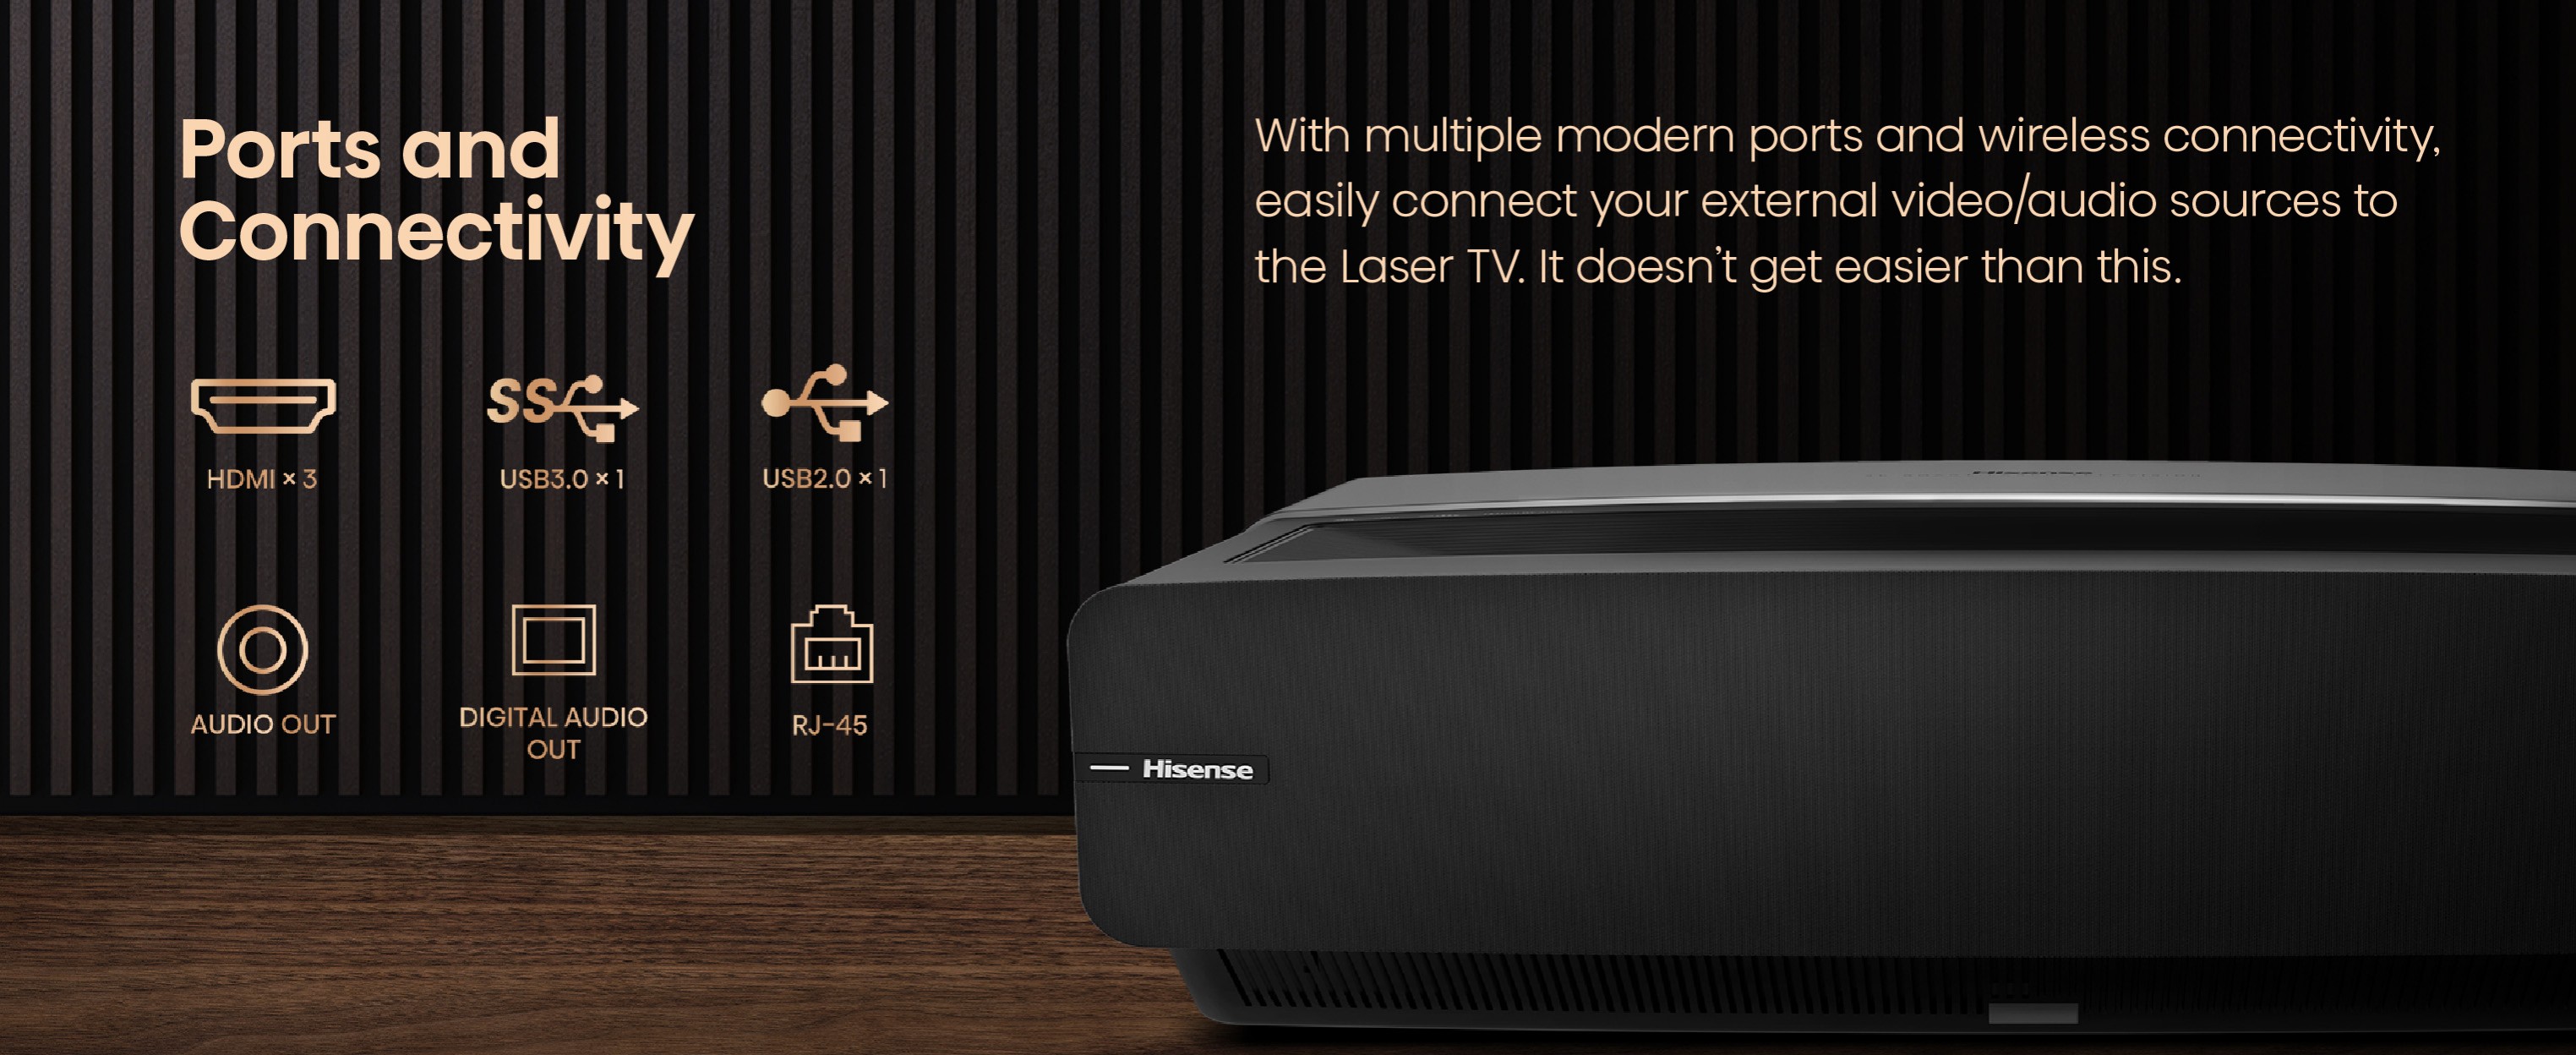 Ports and
Connectivity
With multiple modern ports and wireless connectivity,
easily connect your external video/audio sources to
the Laser TV. It doesn't get easier than this.
SS
HDMI × 3
USB3.0 × 1
USB2.0 × 1
AUDIO OUT
DIGITAL AUDIO
OUT
RJ-45
Hisense
Hisense